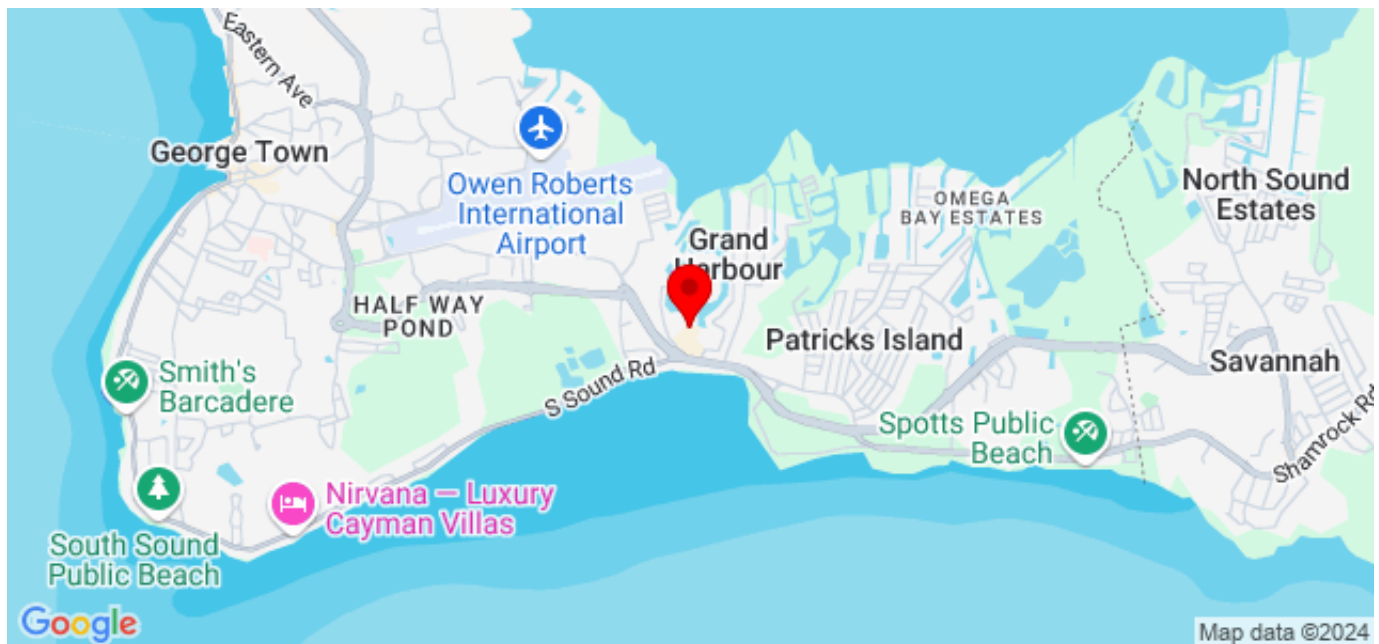 Eastern Ave
George Town
Owen Roberts
International
Airport
OMEGA
BAY ESTATES
North Sound
Estates
Grand
Harbour
HALF WAY
POND
Patricks Island
Savannah
Smith's
Barcadere
S Sound Rd
Spotts Public
Beach
Shamrock Rd
Nirvana — Luxury
Cayman Villas
South Sound
Public Beach
Google
Map data ©2024